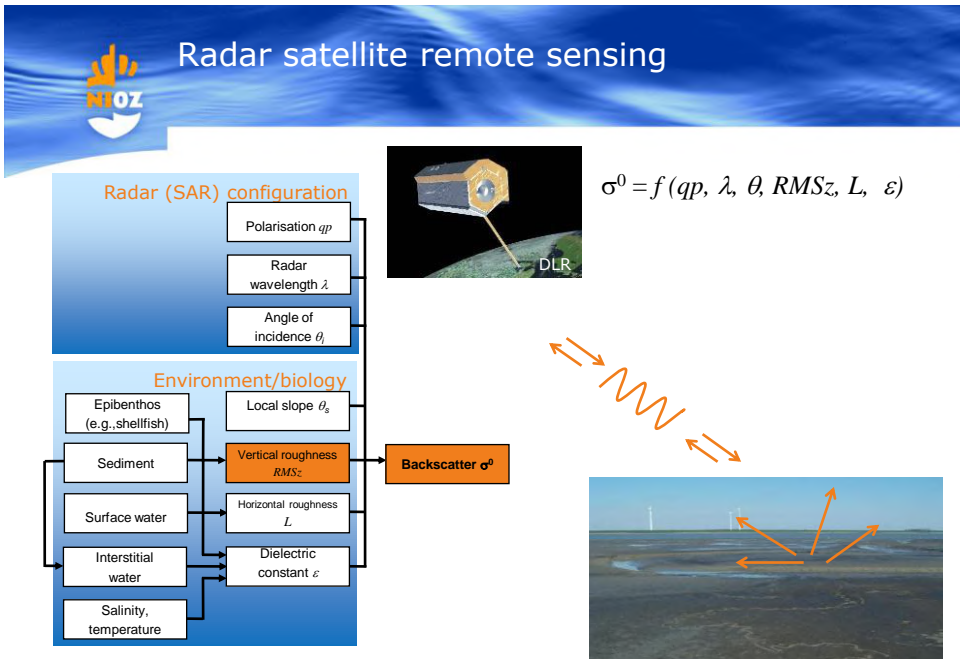 Radar satellite remote sensing
NIOZ
Radar (SAR) configuration
Polarisation qp
Radar
wavelength λ
Angle of
incidence θi
DLR
σ⁰ = f (qp, λ, θ, RMSz, L, ε)
Environment/biology
Epibenthos
(e.g.,shellfish)
Sediment
Surface water
Interstitial
water
Salinity,
temperature
Local slope θs
Vertical roughness
RMSz
Horizontal roughness
L
Dielectric
constant ε
Backscatter σ⁰